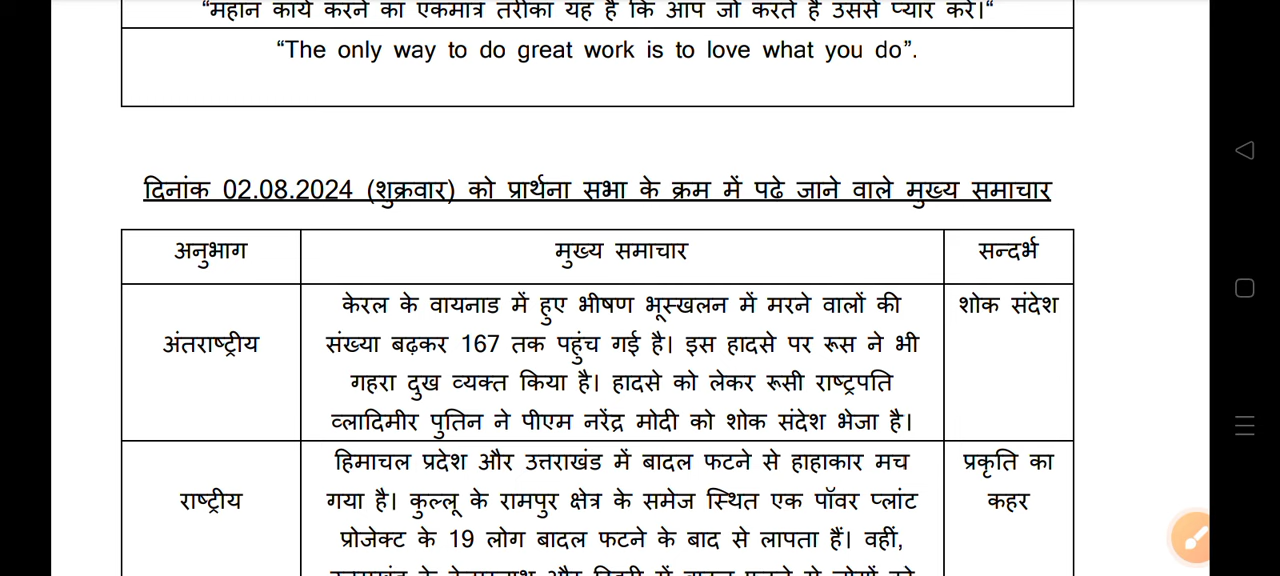 “महान कार्य करने का एकमात्र तरीका यह है कि आप जो करते हैं उससे प्यार करें।“
“The only way to do great work is to love what you do”.
दिनांक 02.08.2024 (शुक्रवार) को प्रार्थना सभा के क्रम में पढे जाने वाले मुख्य समाचार
अनुभाग मुख्य समाचार सन्दर्भ
केरल के वायनाड में हुए भीषण भूस्खलन में मरने वालों की शोक संदेश
अंतराष्ट्रीय संख्या बढ़कर 167 तक पहुंच गई है। इस हादसे पर रूस ने भी
गहरा दुख व्यक्त किया है। हादसे को लेकर रूसी राष्ट्रपति
व्लादिमीर पुतिन ने पीएम नरेंद्र मोदी को शोक संदेश भेजा है।
हिमाचल प्रदेश और उत्तराखंड में बादल फटने से हाहाकार मच प्रकृति का
राष्ट्रीय गया है। कुल्लू के रामपुर क्षेत्र के समेज स्थित एक पॉवर प्लांट कहर
प्रोजेक्ट के 19 लोग बादल फटने के बाद से लापता हैं। वहीं,